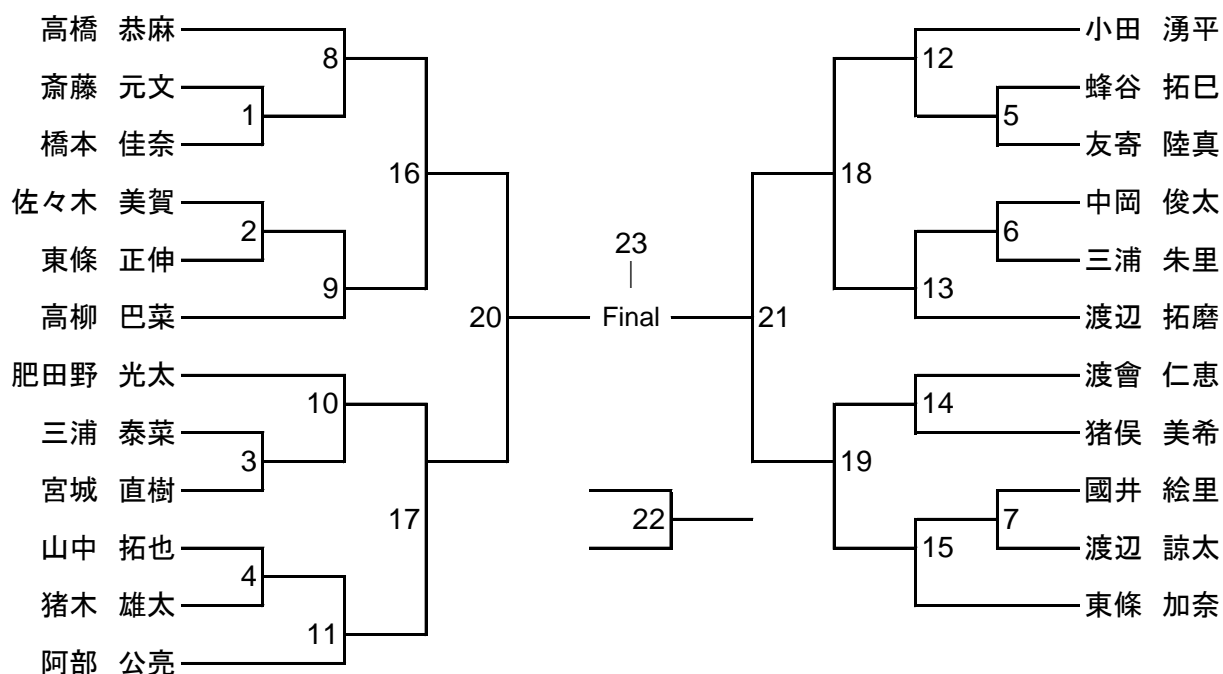 高橋 恭麻
斎藤 元文
橋本 佳奈
佐々木 美賀
東條 正伸
高柳 巴菜
肥田野 光太
三浦 泰菜
宮城 直樹
山中 拓也
猪木 雄太
阿部 公亮
1
2
3
4
8
9
10
11
16
17
20
23
Final
22
21
18
19
12
13
14
15
5
6
7
小田 湧平
蜂谷 拓巳
友寄 陸真
中岡 俊太
三浦 朱里
渡辺 拓磨
渡會 仁恵
猪俣 美希
國井 絵里
渡辺 諒太
東條 加奈